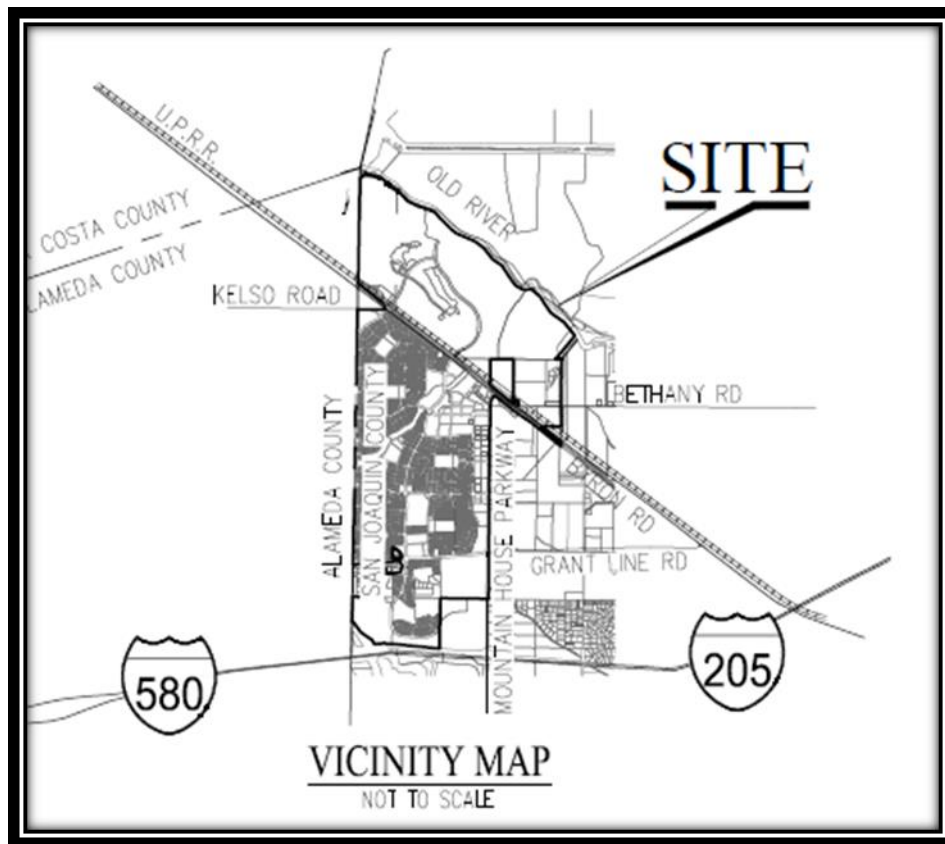 U.P.R.R.
SITE
OLD RIVER
COSTA COUNTY
ALAMEDA COUNTY
KELSO ROAD
BETHANY RD
ALAMEDA COUNTY
SAN JOAQUIN COUNTY
MOUNTAIN HOUSE PARKWAY
BYRON RD
GRANT LINE RD
580
205
VICINITY MAP
NOT TO SCALE